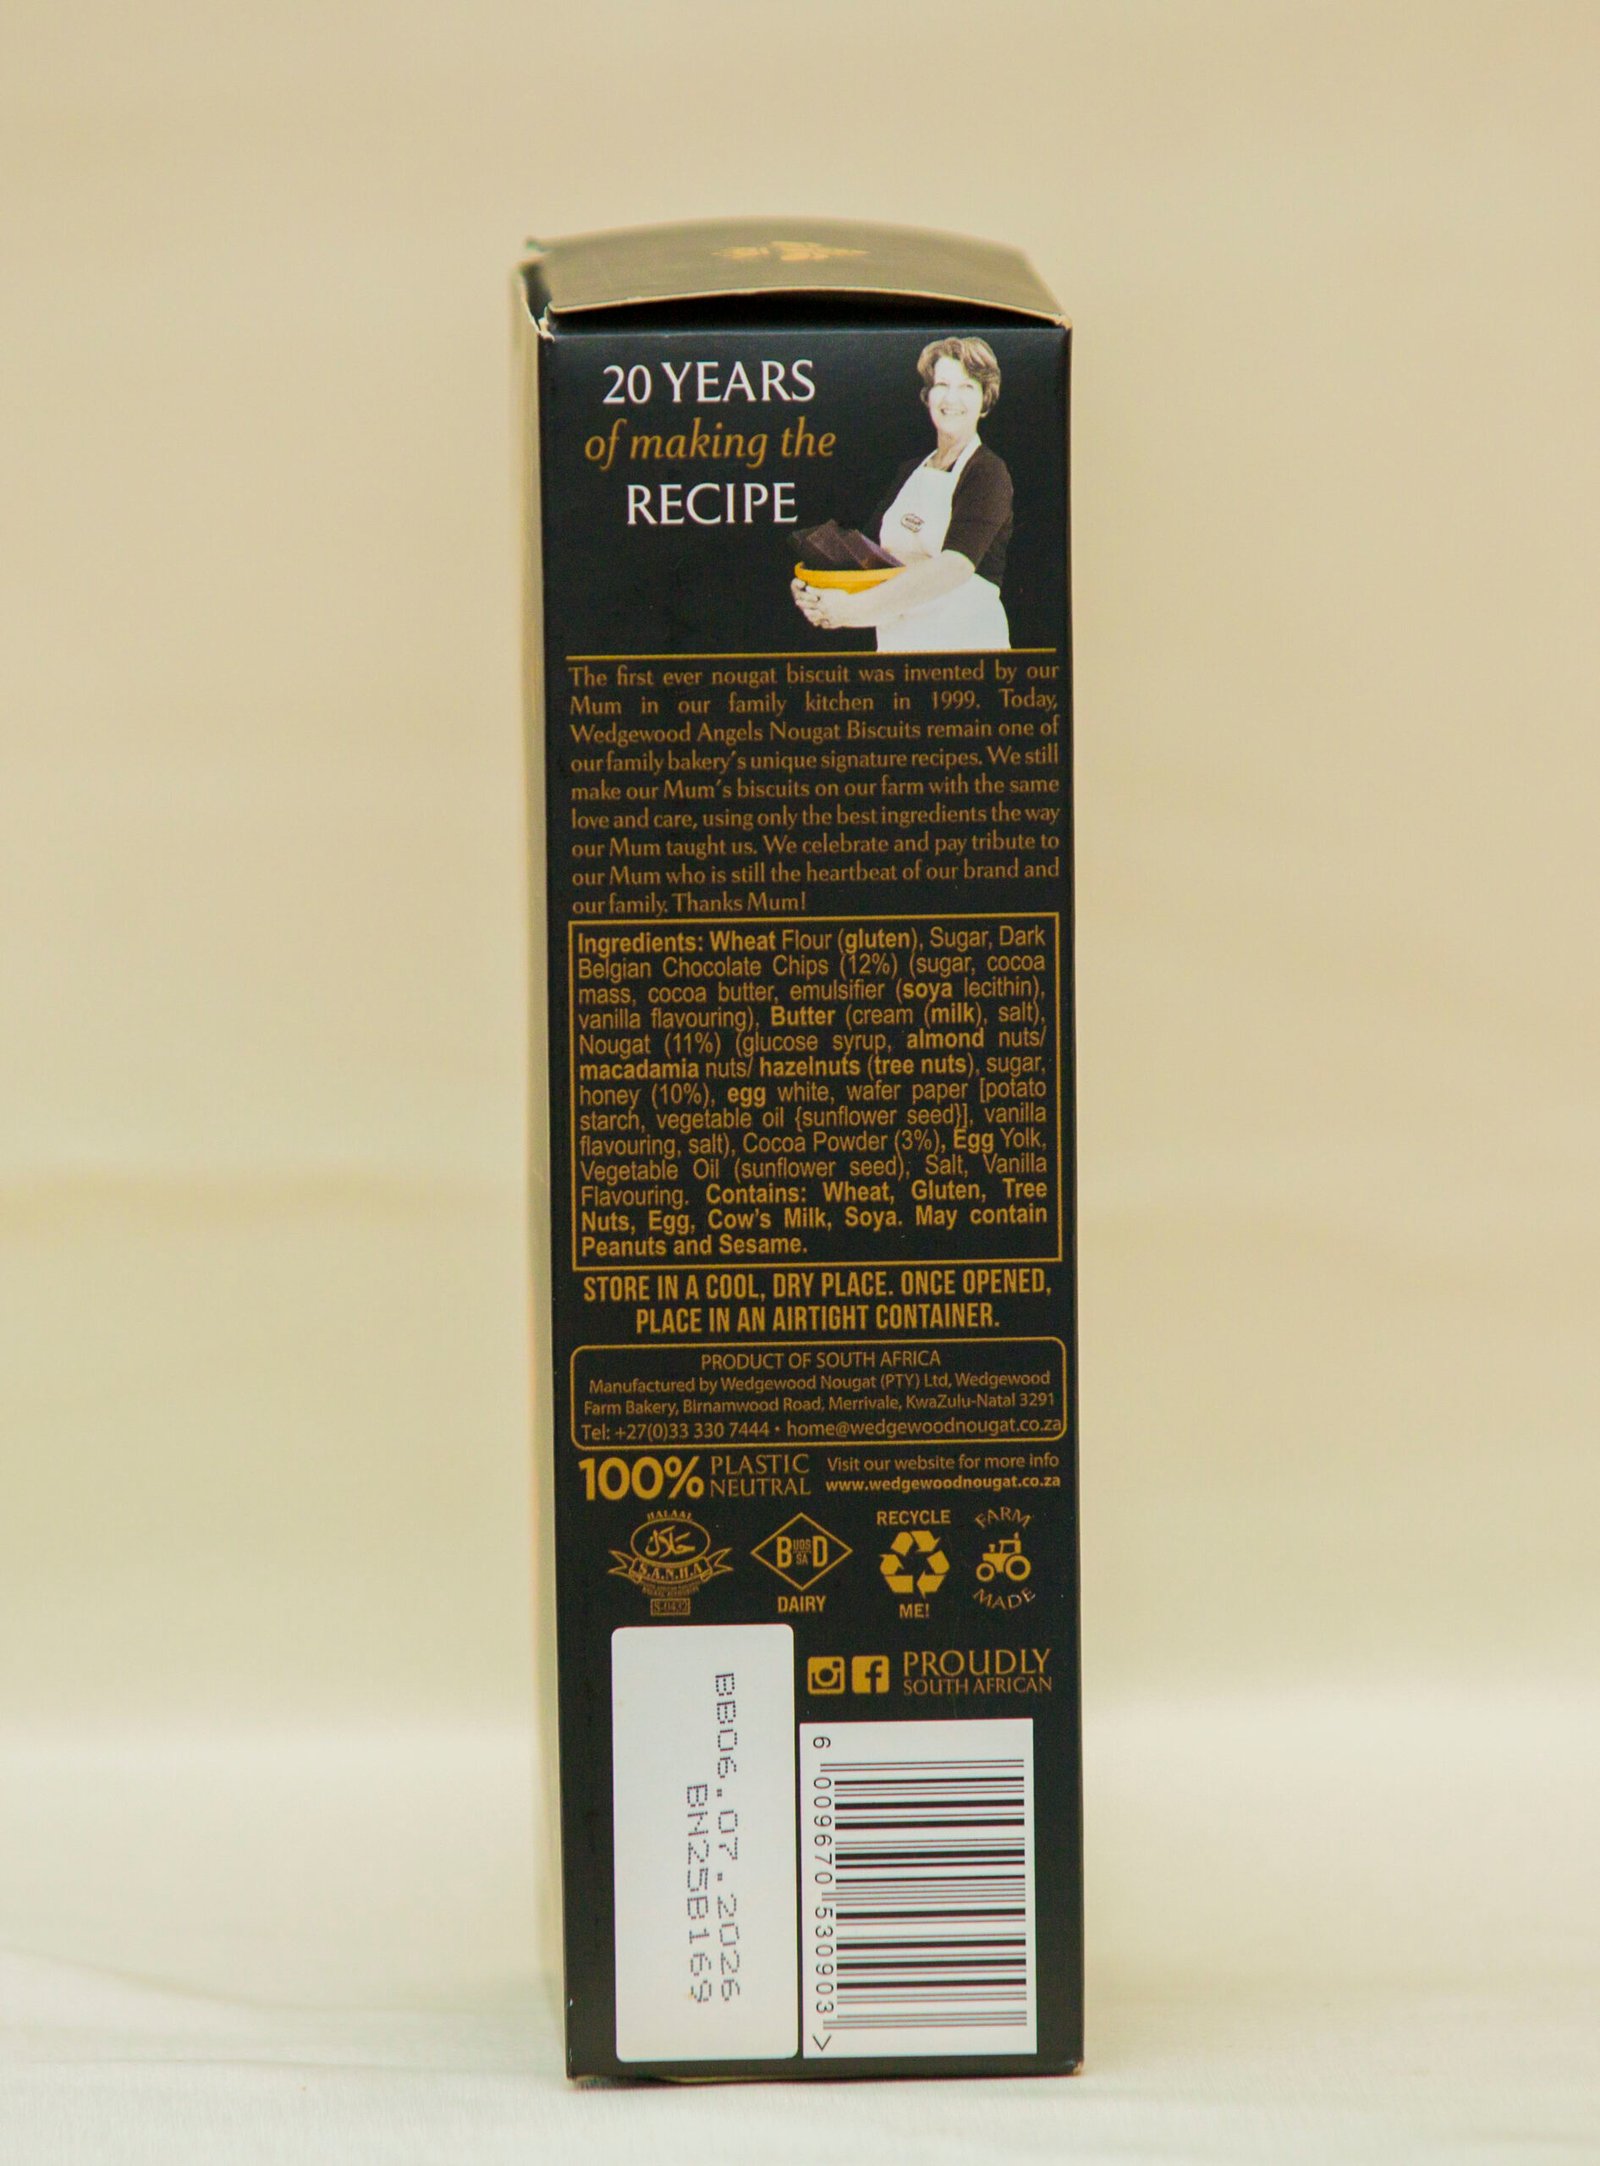 20 YEARS
of making the
RECIPE
The first ever nougat biscuit was invented by our
Mum in our family kitchen in 1999. Today,
Wedgewood Angels Nougat Biscuits remain one of
our family bakery's unique signature recipes. We still
make our Mum's biscuits on our farm with the same
love and care, using only the best ingredients the way
our Mum taught us. We celebrate and pay tribute to
our Mum who is still the heartbeat of our brand and
our family. Thanks Mum!
Ingredients: Wheat Flour (gluten), Sugar, Dark
Belgian Chocolate Chips (12%) (sugar, cocoa
mass, cocoa butter, emulsifier (soya lecithin),
vanilla flavouring), Butter (cream (milk), salt),
Nougat (11%) (glucose syrup, almond nuts/
macadamia nuts/ hazelnuts (tree nuts), sugar,
honey (10%), egg white, wafer paper [potato
starch, vegetable oil {sunflower seed}], vanilla
flavouring, salt), Cocoa Powder (3%), Egg Yolk,
Vegetable Oil (sunflower seed), Salt, Vanilla
Flavouring. Contains: Wheat, Gluten, Tree
Nuts, Egg, Cow's Milk, Soya. May contain
Peanuts and Sesame.
STORE IN A COOL, DRY PLACE. ONCE OPENED,
PLACE IN AN AIRTIGHT CONTAINER.
PRODUCT OF SOUTH AFRICA
Manufactured by Wedgewood Nougat (PTY) Ltd, Wedgewood
Farm Bakery, Birnamwood Road, Merrivale, KwaZulu-Natal 3291
Tel: +27(0)33 330 7444 • home@wedgewoodnougat.co.za
100% PLASTIC NEUTRAL
Visit our website for more info
www.wedgewoodnougat.co.za
HALAAL
حلال
S.A.N.H.A
S-0432
BUOS
SA D
DAIRY
RECYCLE
ME!
FARM
MADE
PROUDLY
SOUTH AFRICAN
BB06.07.2026
BN25B169
6 009670 530903 >